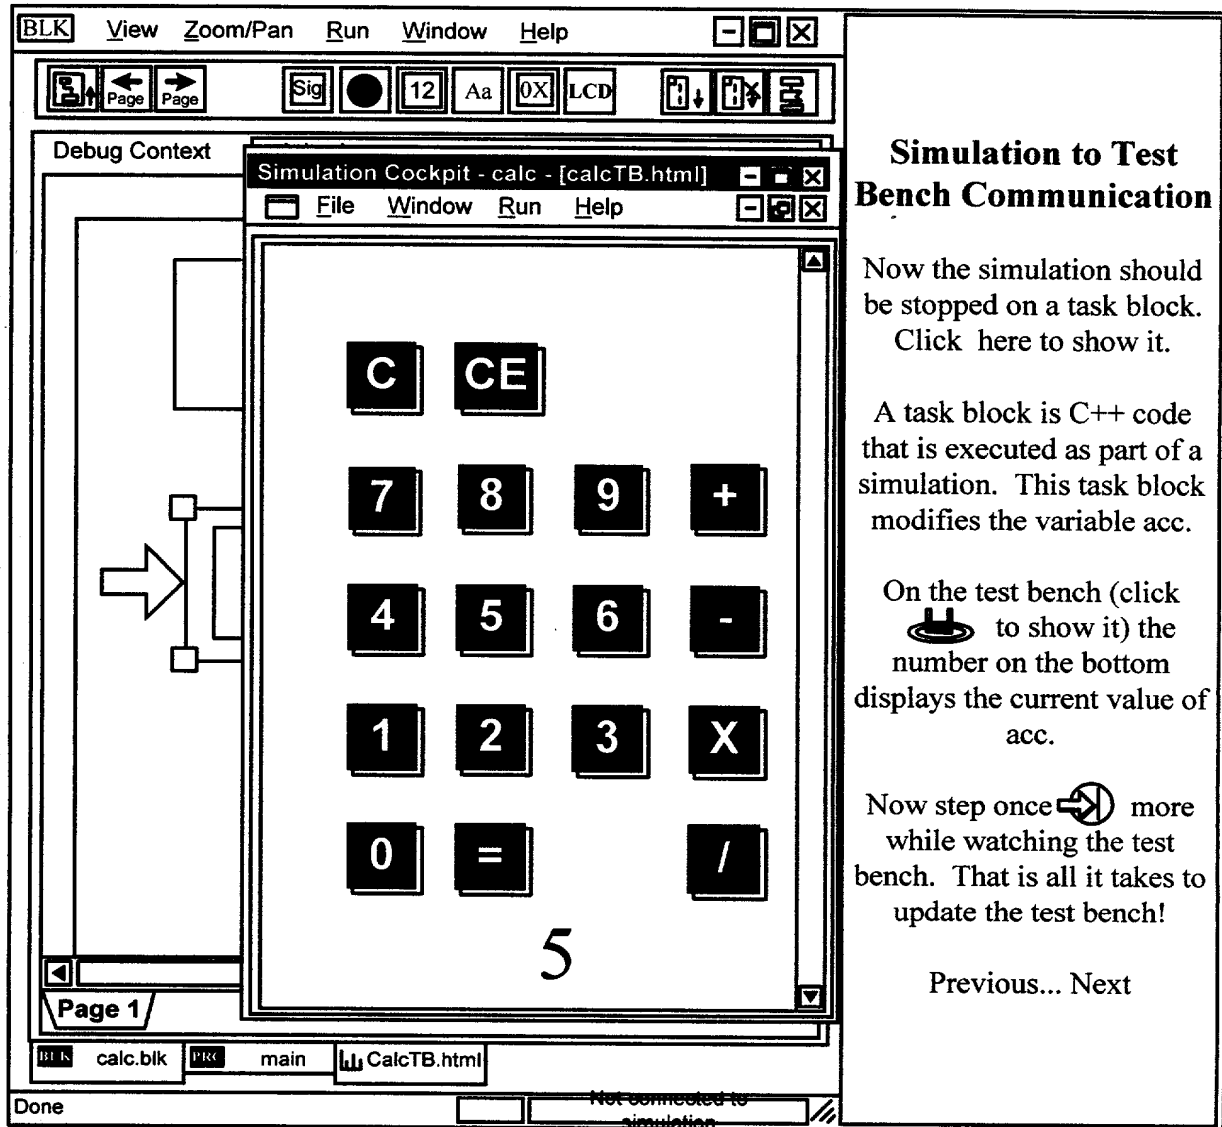 BLK View Zoom/Pan Run Window Help
Page Page Sig 12 Aa 0X LCD
Debug Context
Simulation Cockpit - calc - [calcTB.html]
File Window Run Help
C CE
7 8 9 +
4 5 6 -
1 2 3 X
0 = /
5
Page 1
BLK calc.blk PRC main CalcTB.html
Done Not connected to
simulation
Simulation to Test
Bench Communication
Now the simulation should
be stopped on a task block.
Click here to show it.
A task block is C++ code
that is executed as part of a
simulation. This task block
modifies the variable acc.
On the test bench (click
to show it) the
number on the bottom
displays the current value of
acc.
Now step once more
while watching the test
bench. That is all it takes to
update the test bench!
Previous... Next